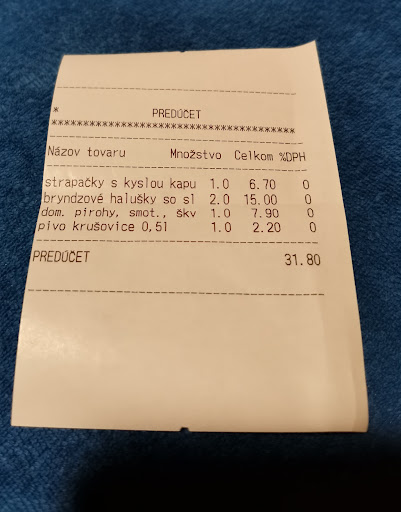 * PREDÚČET
**************************************
Názov tovaru Množstvo Celkom %DPH
strapačky s kyslou kapu 1.0 6.70 0
bryndzové halušky so sl 2.0 15.00 0
dom. pirohy, smot., škv 1.0 7.90 0
pivo krušovice 0,5l 1.0 2.20 0
PREDÚČET 31.80